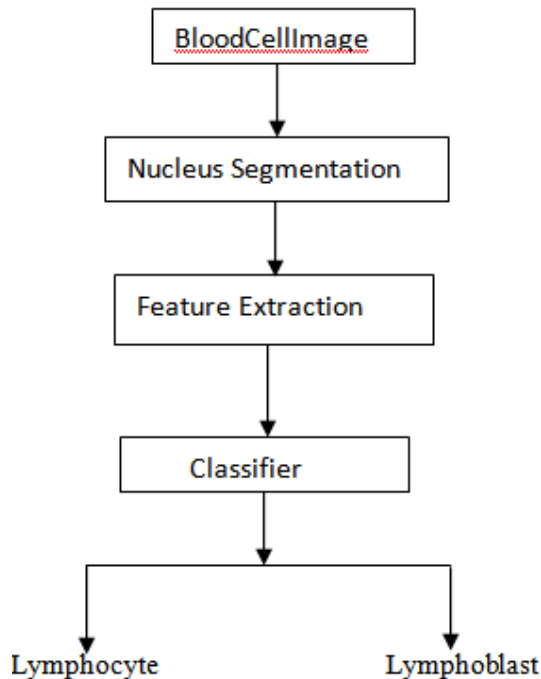 BloodCellImage
Nucleus Segmentation
Feature Extraction
Classifier
Lymphocyte
Lymphoblast